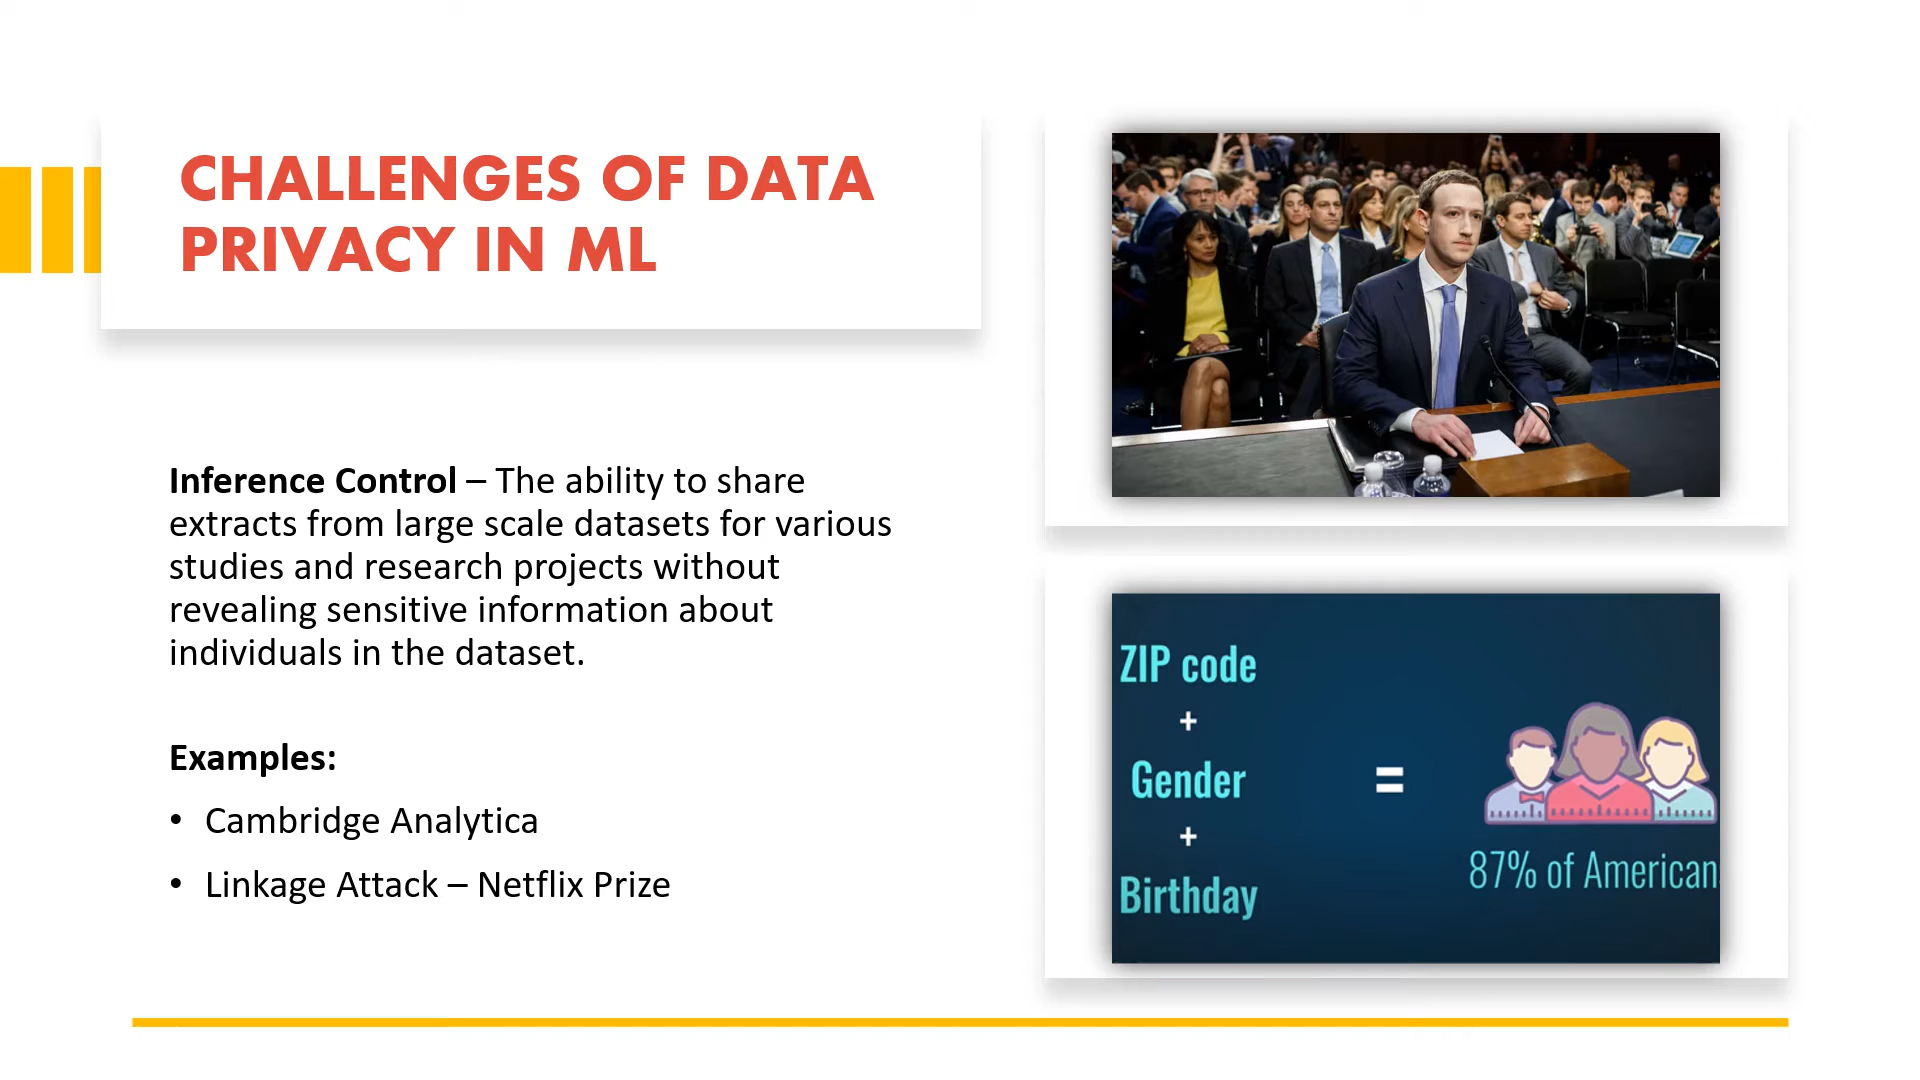 CHALLENGES OF DATA
PRIVACY IN ML
Inference Control – The ability to share
extracts from large scale datasets for various
studies and research projects without
revealing sensitive information about
individuals in the dataset.
Examples:
• Cambridge Analytica
• Linkage Attack – Netflix Prize
ZIP code
+
Gender
+
Birthday
=
87% of American